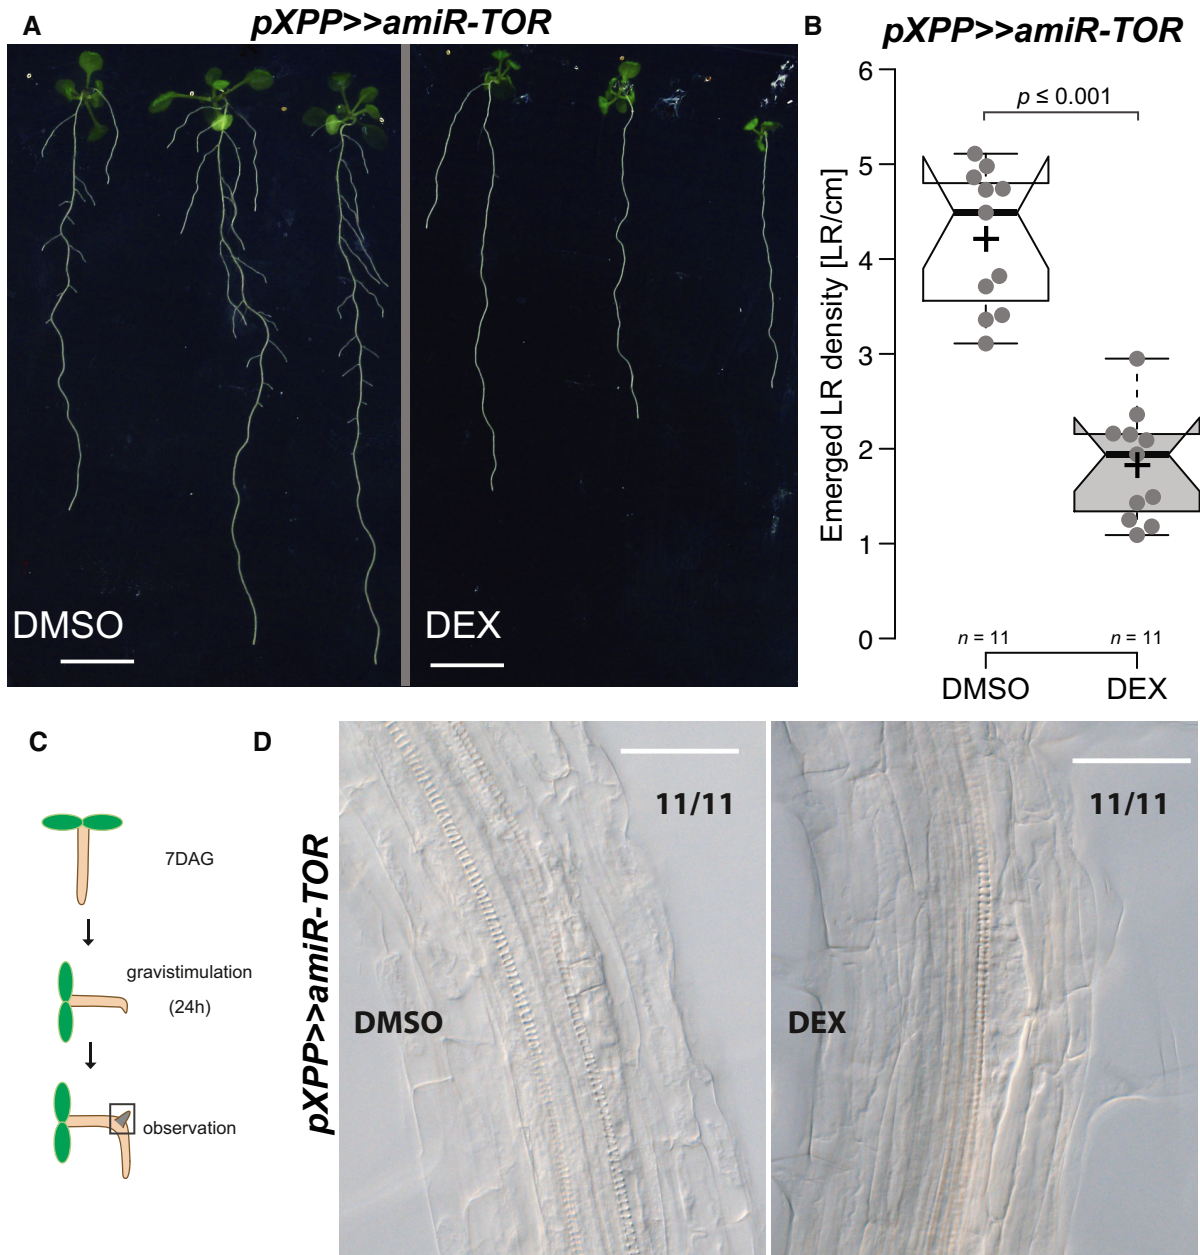 A
pXPP>>amiR-TOR
DMSO
DEX
B
pXPP>>amiR-TOR
Emerged LR density [LR/cm]
6
5
4
3
2
1
0
p ≤ 0.001
n = 11
n = 11
DMSO
DEX
C
7DAG
gravistimulation
(24h)
observation
D
pXPP>>amiR-TOR
11/11
DMSO
11/11
DEX